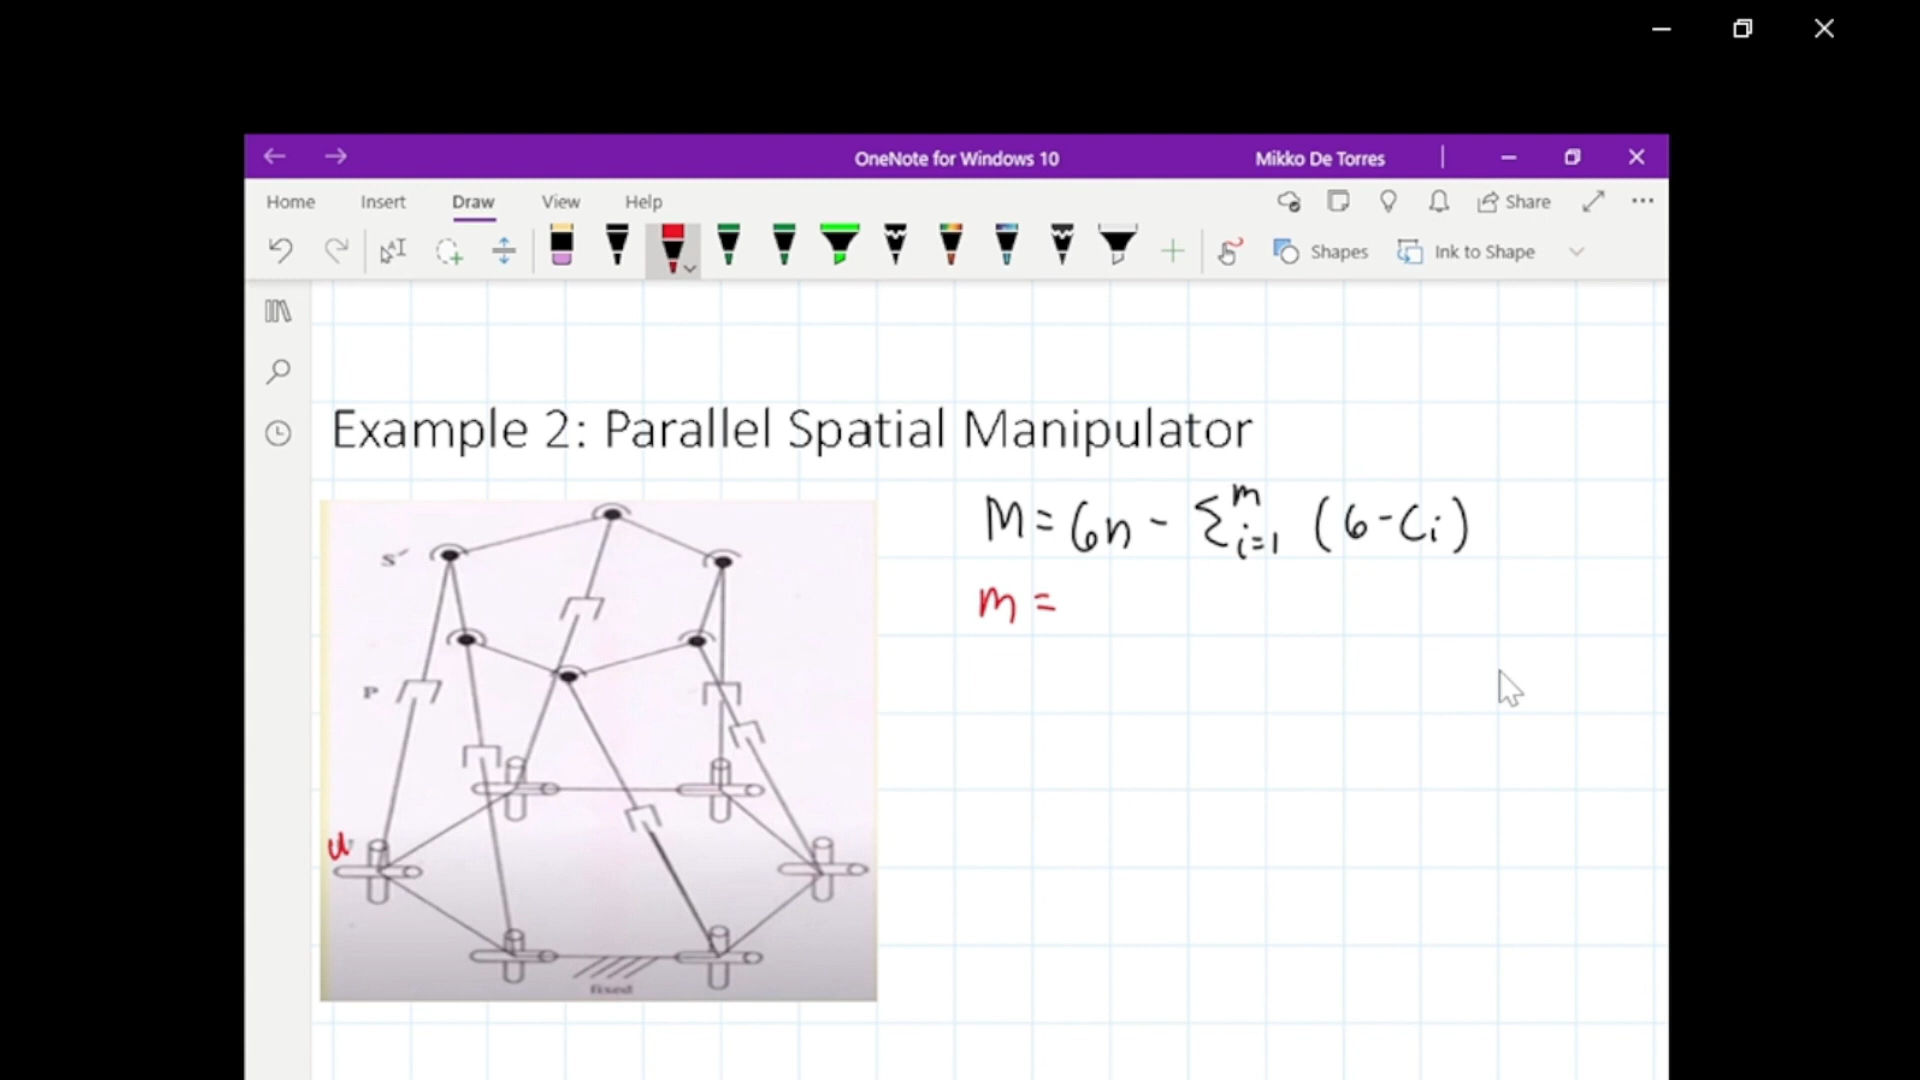 OneNote for Windows 10
Mikko De Torres
Home Insert Draw View Help
Share
Shapes
Ink to Shape
Example 2: Parallel Spatial Manipulator
M = 6n - Σ^m_{i=1} (6 - Ci)
m =
S'
P
u
fixed